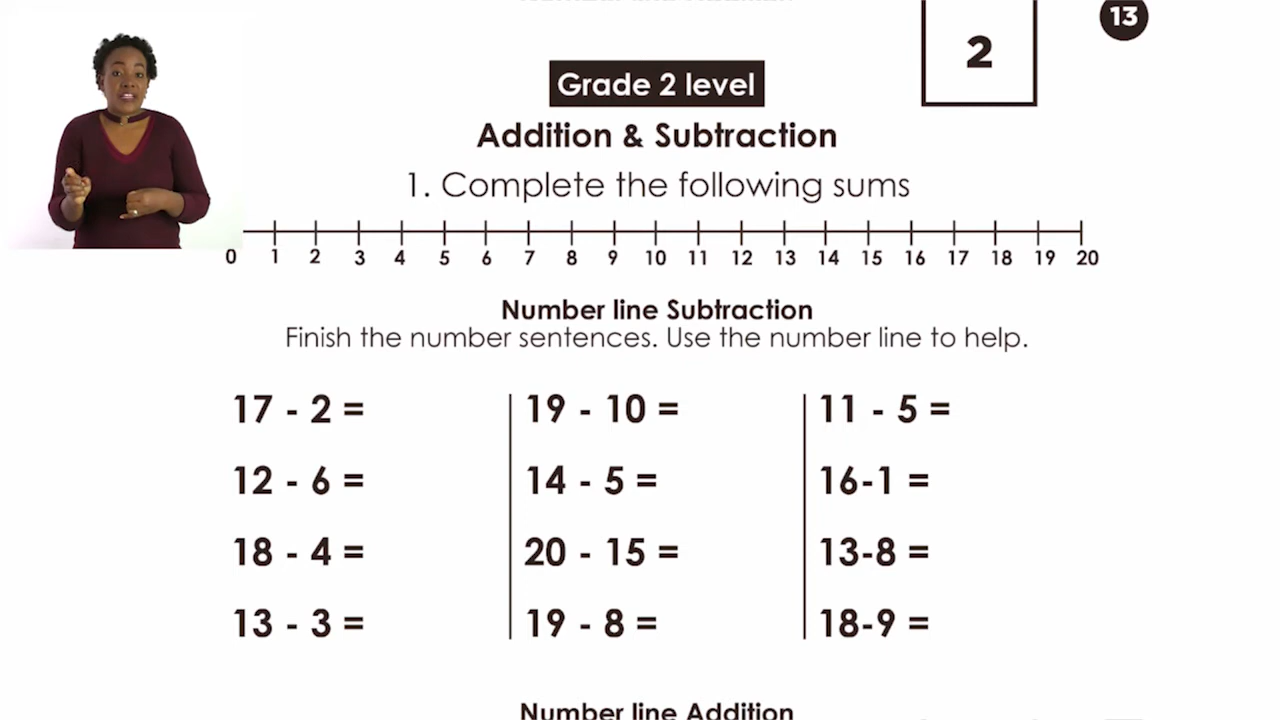 2
13
Grade 2 level
Addition & Subtraction
1. Complete the following sums
0 1 2 3 4 5 6 7 8 9 10 11 12 13 14 15 16 17 18 19 20
Number line Subtraction
Finish the number sentences. Use the number line to help.
17 - 2 =
12 - 6 =
18 - 4 =
13 - 3 =
19 - 10 =
14 - 5 =
20 - 15 =
19 - 8 =
11 - 5 =
16-1 =
13-8 =
18-9 =
Number line Addition